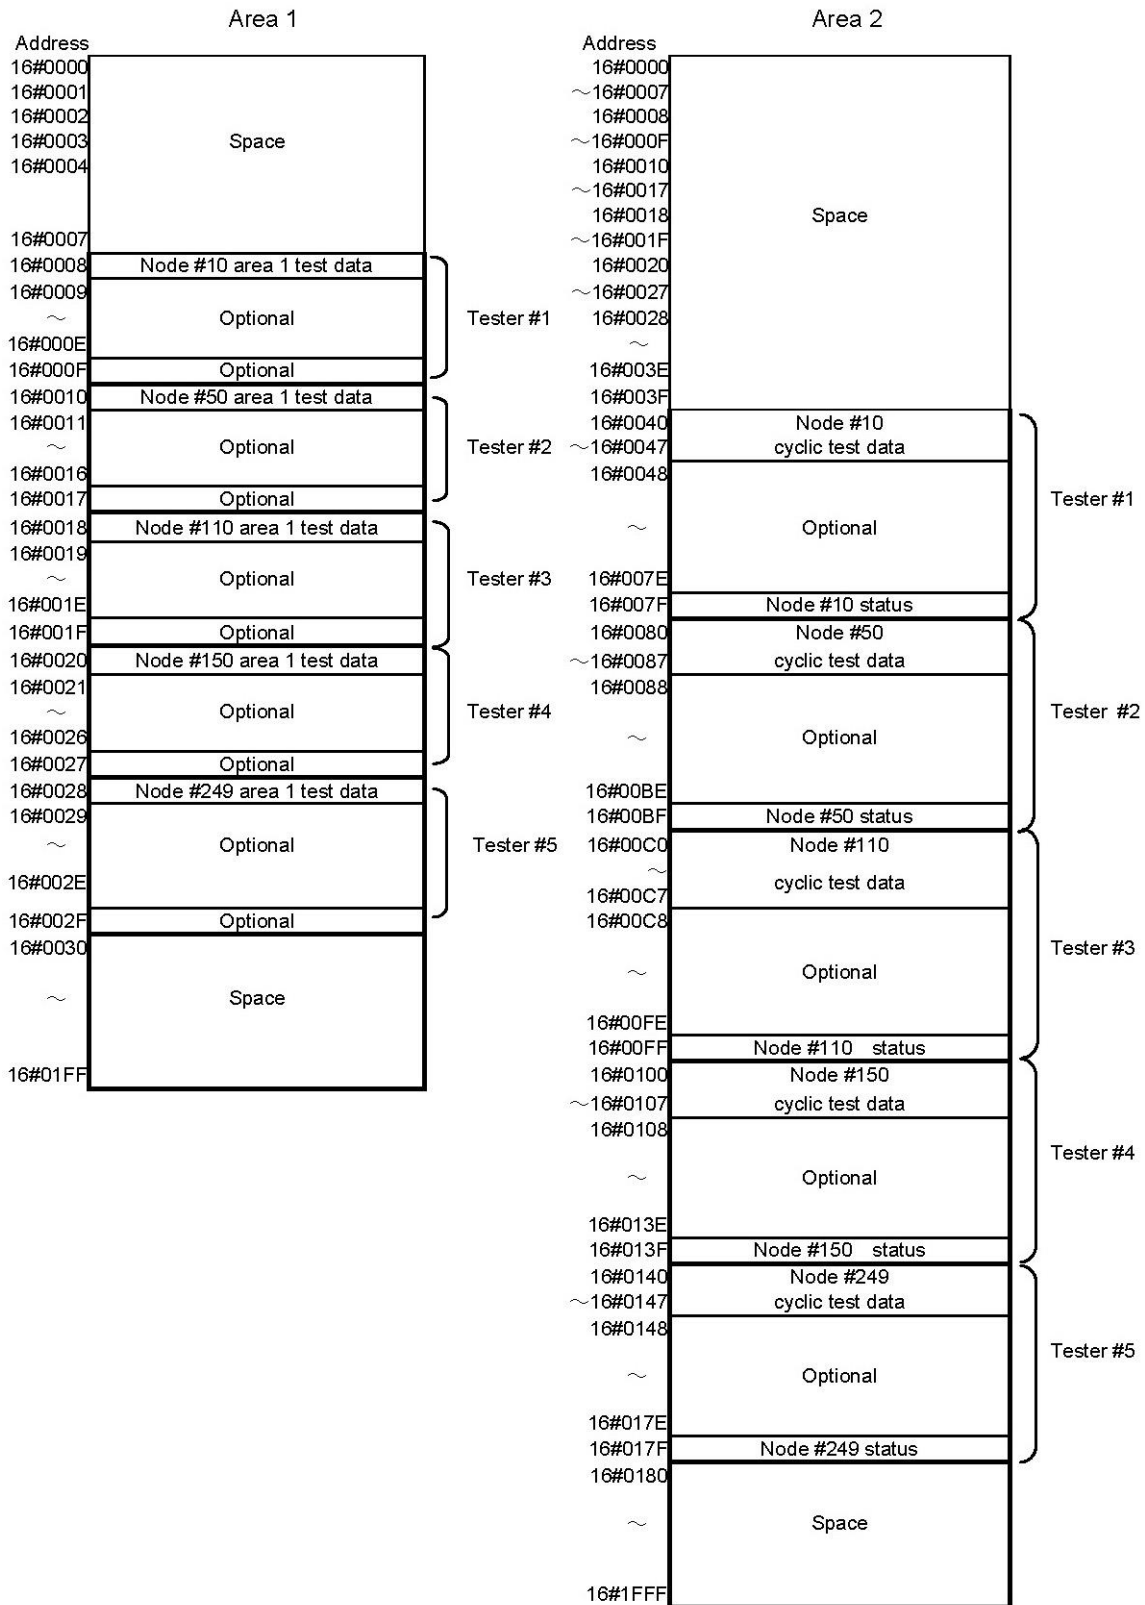 Area 1
Address
16#0000
16#0001
16#0002
16#0003
Space
16#0004
16#0007
16#0008
Node #10 area 1 test data
16#0009
~
Optional
Tester #1
16#000E
16#000F
Optional
16#0010
Node #50 area 1 test data
16#0011
~
Optional
Tester #2
16#0016
16#0017
Optional
16#0018
Node #110 area 1 test data
16#0019
~
Optional
Tester #3
16#001E
16#001F
Optional
16#0020
Node #150 area 1 test data
16#0021
~
Optional
Tester #4
16#0026
16#0027
Optional
16#0028
Node #249 area 1 test data
16#0029
~
Optional
Tester #5
16#002E
16#002F
Optional
16#0030
~
Space
16#01FF
Area 2
Address
16#0000
~16#0007
16#0008
~16#000F
16#0010
~16#0017
16#0018
Space
~16#001F
16#0020
~16#0027
16#0028
~
16#003E
16#003F
16#0040
Node #10
~16#0047
cyclic test data
16#0048
Tester #1
~
Optional
16#007E
16#007F
Node #10 status
16#0080
Node #50
~16#0087
cyclic test data
16#0088
Tester #2
~
Optional
16#00BE
16#00BF
Node #50 status
16#00C0
Node #110
~
cyclic test data
16#00C7
16#00C8
Tester #3
~
Optional
16#00FE
16#00FF
Node #110 status
16#0100
Node #150
~16#0107
cyclic test data
16#0108
Tester #4
~
Optional
16#013E
16#013F
Node #150 status
16#0140
Node #249
~16#0147
cyclic test data
16#0148
Tester #5
~
Optional
16#017E
16#017F
Node #249 status
16#0180
~
Space
16#1FFF